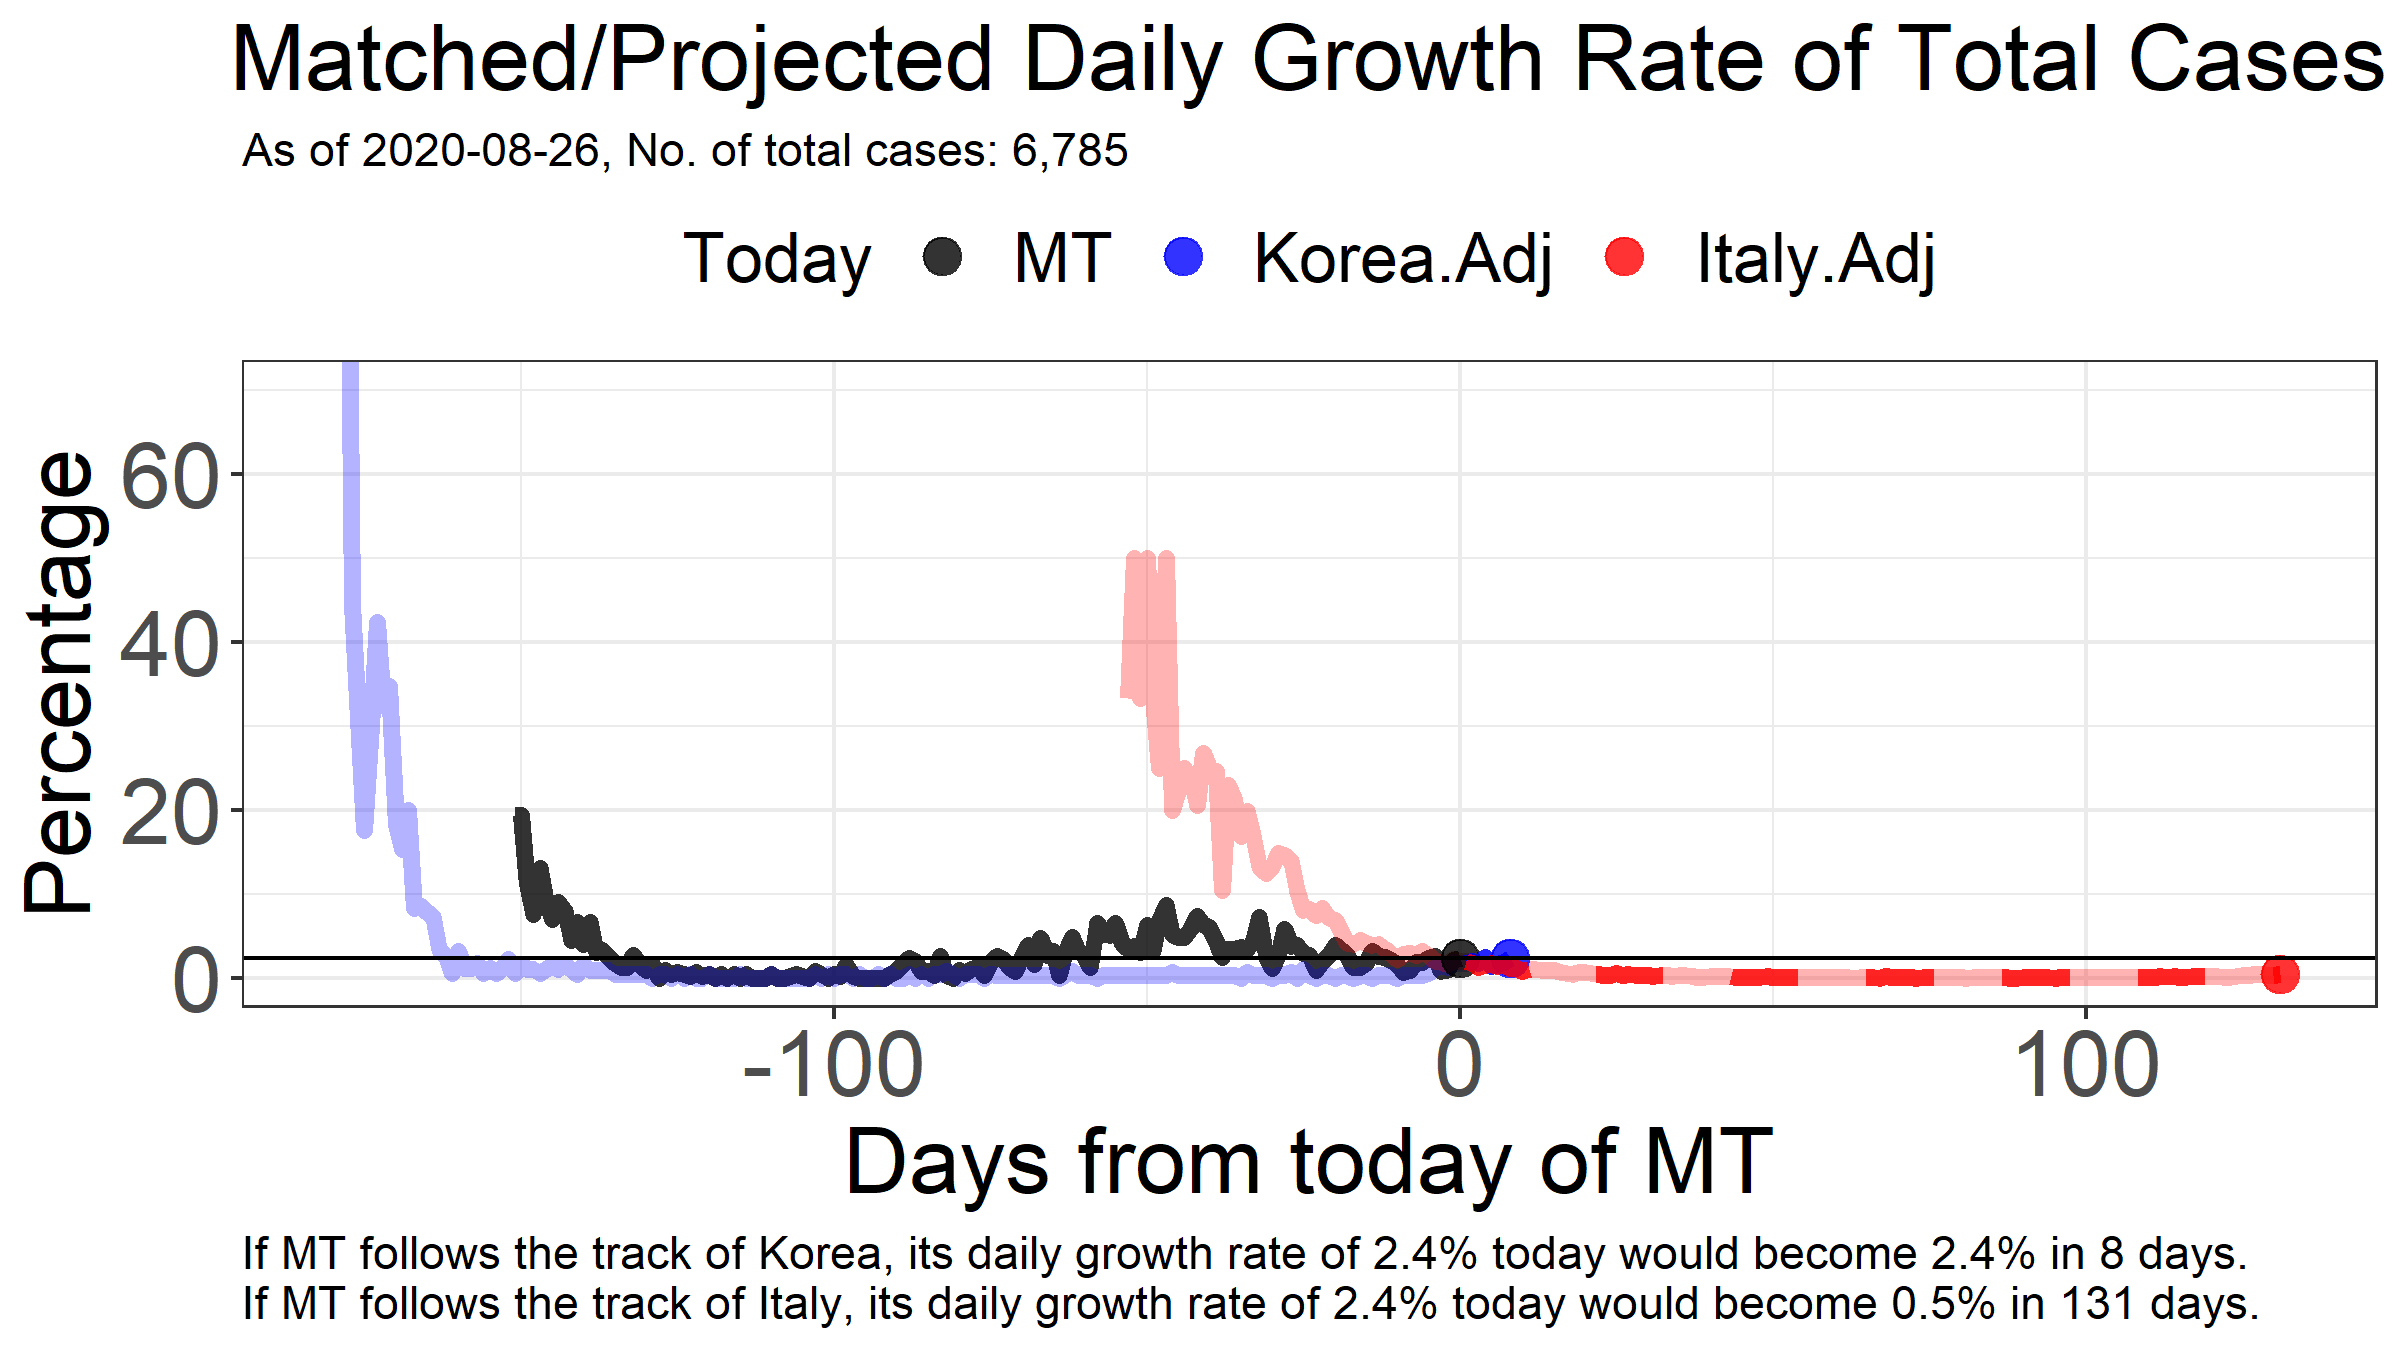 Matched/Projected Daily Growth Rate of Total Cases
As of 2020-08-26, No. of total cases: 6,785
Today MT Korea.Adj Italy.Adj
Percentage
60
40
20
0
-100 0 100
Days from today of MT
If MT follows the track of Korea, its daily growth rate of 2.4% today would become 2.4% in 8 days.
If MT follows the track of Italy, its daily growth rate of 2.4% today would become 0.5% in 131 days.